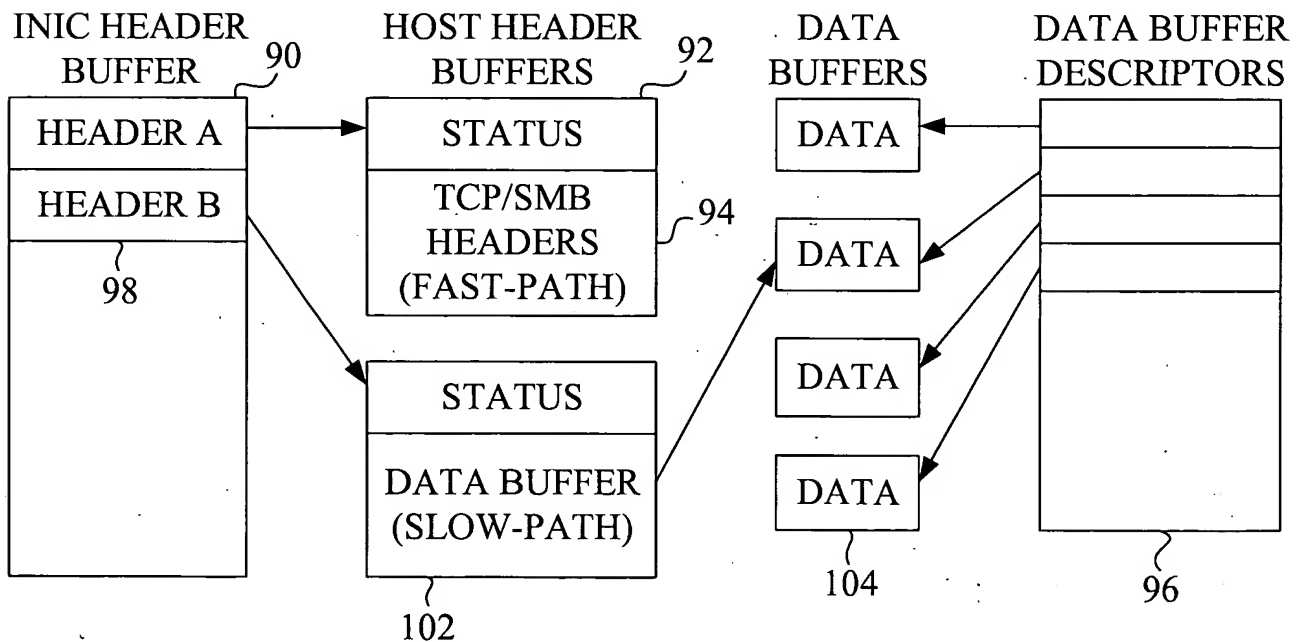 INIC HEADER
BUFFER
90
HOST HEADER
BUFFERS
92
DATA
BUFFERS
DATA BUFFER
DESCRIPTORS
HEADER A
HEADER B
98
STATUS
TCP/SMB
HEADERS
(FAST-PATH)
94
STATUS
DATA BUFFER
(SLOW-PATH)
102
DATA
DATA
DATA
DATA
104
96